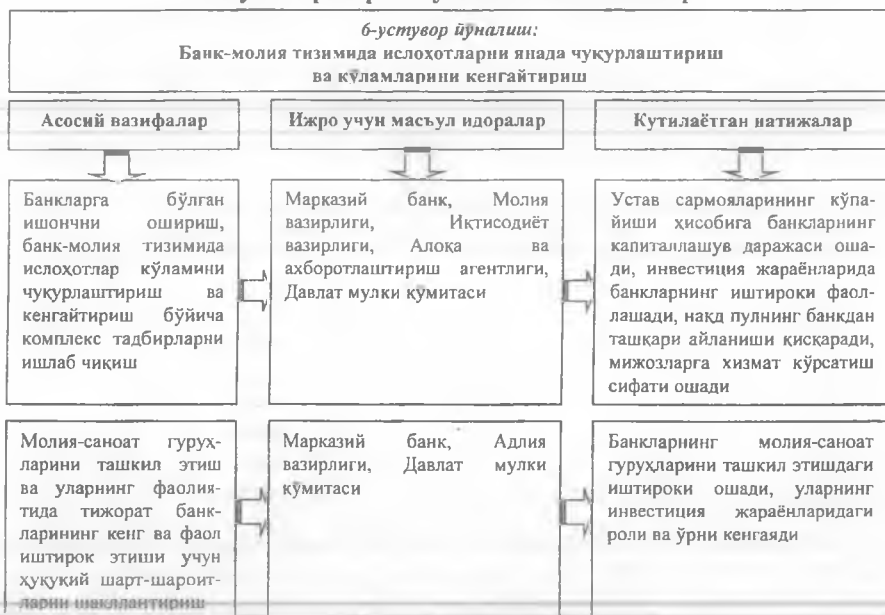 6-устувор йўналиш:
Банк-молия тизимида ислоҳотларни янада чуқурлаштириш
ва кўламларини кенгайтириш
Асосий вазифалар
Ижро учун масъул идоралар
Кутилаётган натижалар
Банкларга бўлган
ишончни ошириш,
банк-молия тизимида
ислоҳотлар кўламини
чуқурлаштириш ва
кенгайтириш бўйича
комплекс тадбирларни
ишлаб чиқиш
Марказий банк, Молия
вазирлиги, Иқтисодиёт
вазирлиги, Алоқа ва
ахборотлаштириш агентлиги,
Давлат мулки қўмитаси
Устав сармояларининг кўпа-
йиши ҳисобига банкларнинг
капиталлашув даражаси оша-
ди, инвестиция жараёнларида
банкларнинг иштироки фаол-
лашади, нақд пулнинг банкдан
ташқари айланиши қисқаради,
мижозларга хизмат кўрсатиш
сифати ошади
Молия-саноат гуруҳ-
ларини ташкил этиш
ва уларнинг фаолия-
тида тижорат банк-
ларининг кенг ва фаол
иштирок этиши учун
ҳуқуқий шарт-шароит-
ларни шакллантириш
Марказий банк, Адлия
вазирлиги, Давлат мулки
қўмитаси
Банкларнинг молия-саноат
гуруҳларини ташкил этишдаги
иштироки ошади, уларнинг
инвестиция жараёнларидаги
роли ва ўрни кенгаяди